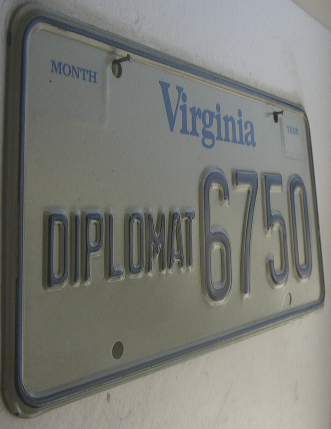 MONTH Virginia YEAR
DIPLOMAT 6750